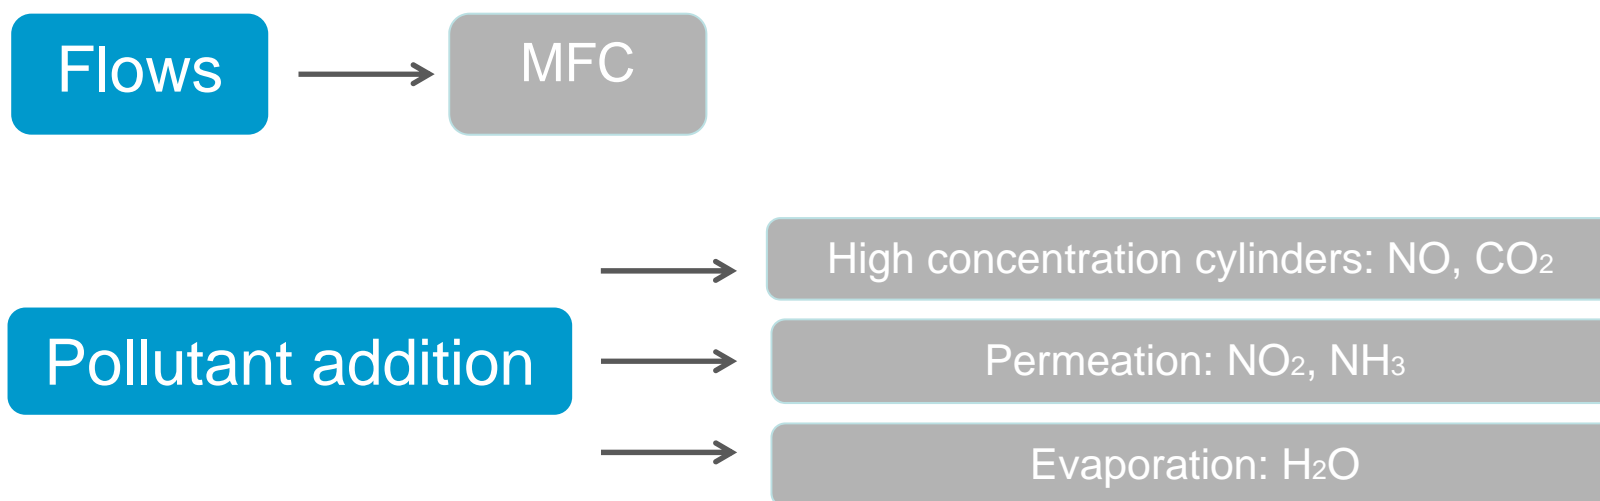 Flows
MFC
High concentration cylinders: NO, CO2
Pollutant addition
Permeation: NO2, NH3
Evaporation: H2O